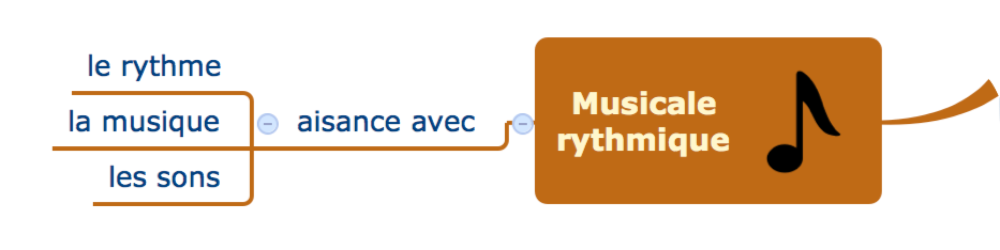 le rythme
la musique
les sons
aisance avec
Musicale
rythmique